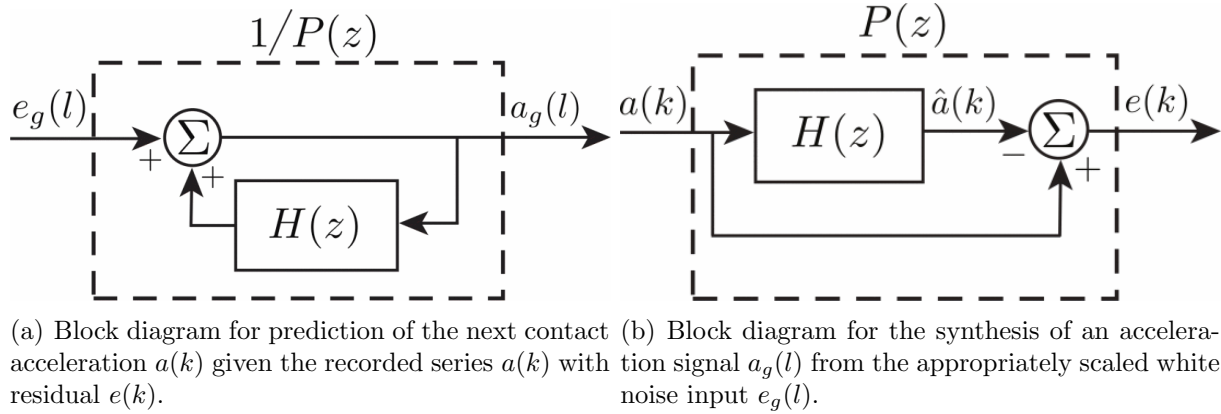 1/P(z)
e_g(l)
Σ
a_g(l)
+
+
H(z)
(a) Block diagram for prediction of the next contact
acceleration a(k) given the recorded series a(k) with
residual e(k).
P(z)
a(k)
H(z)
â(k)
Σ
e(k)
−
+
(b) Block diagram for the synthesis of an accelera-
tion signal a_g(l) from the appropriately scaled white
noise input e_g(l).